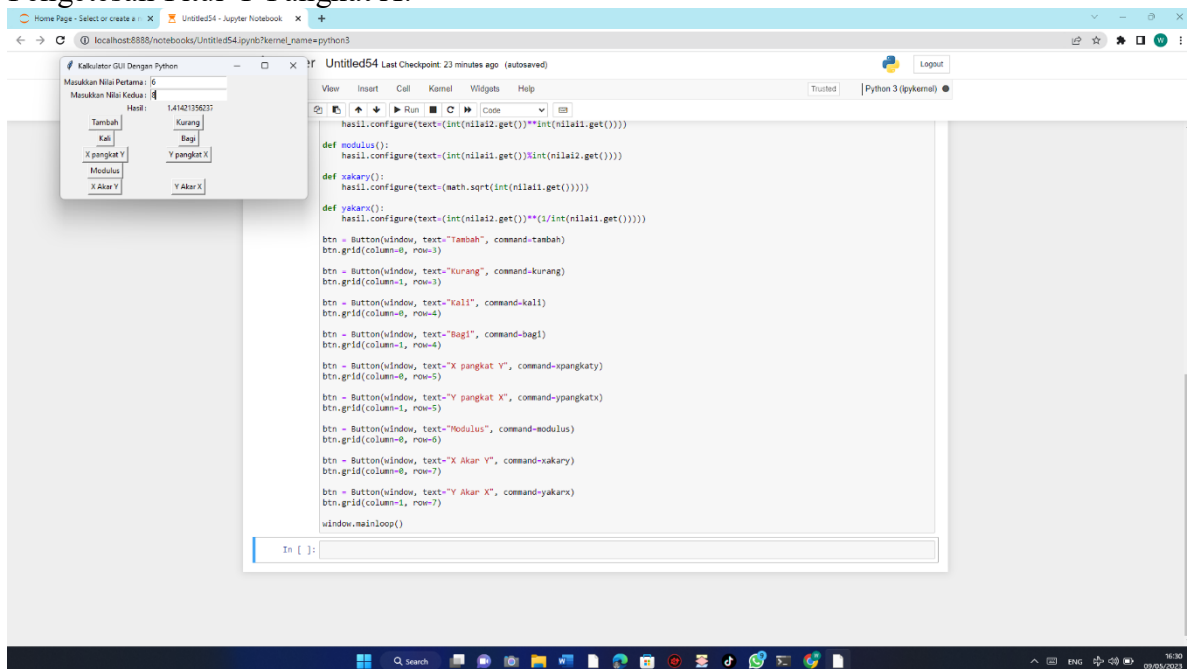 Pengetesan Fitur Y Pangkat X:
Home Page - Select or create a n
Untitled54 - Jupyter Notebook
localhost:8888/notebooks/Untitled54.ipynb?kernel_name=python3
Kalkulator GUI Dengan Python
Masukkan Nilai Pertama : 6
Masukkan Nilai Kedua : 8
Hasil : 1.41421356237
Tambah Kurang
Kali Bagi
X pangkat Y Y pangkat X
Modulus
X Akar Y Y Akar X
Untitled54 Last Checkpoint: 23 minutes ago (autosaved)
Logout
View Insert Cell Kernel Widgets Help
Trusted Python 3 (ipykernel)
Run Code
hasil.configure(text=(int(nilai2.get())**int(nilai1.get())))
def modulus():
hasil.configure(text=(int(nilai1.get())%int(nilai2.get())))
def xakary():
hasil.configure(text=(math.sqrt(int(nilai1.get()))))
def yakarx():
hasil.configure(text=(int(nilai2.get())**(1/int(nilai1.get()))))
btn = Button(window, text="Tambah", command=tambah)
btn.grid(column=0, row=3)
btn = Button(window, text="Kurang", command=kurang)
btn.grid(column=1, row=3)
btn = Button(window, text="Kali", command=kali)
btn.grid(column=0, row=4)
btn = Button(window, text="Bagi", command=bagi)
btn.grid(column=1, row=4)
btn = Button(window, text="X pangkat Y", command=xpangkaty)
btn.grid(column=0, row=5)
btn = Button(window, text="Y pangkat X", command=ypangkatx)
btn.grid(column=1, row=5)
btn = Button(window, text="Modulus", command=modulus)
btn.grid(column=0, row=6)
btn = Button(window, text="X Akar Y", command=xakary)
btn.grid(column=0, row=7)
btn = Button(window, text="Y Akar X", command=yakarx)
btn.grid(column=1, row=7)
window.mainloop()
In [ ]:
Search
ENG
16:30
09/05/2023